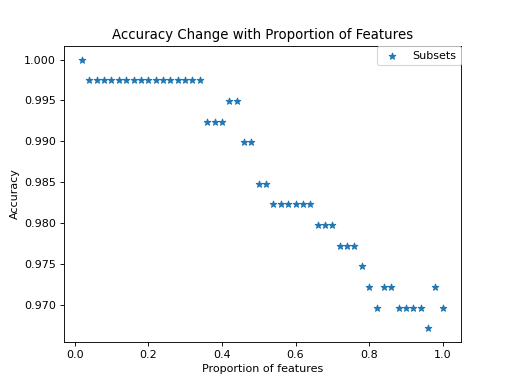 Accuracy Change with Proportion of Features
Subsets
1.000
0.995
0.990
0.985
0.980
0.975
0.970
Accuracy
0.0 0.2 0.4 0.6 0.8 1.0
Proportion of features